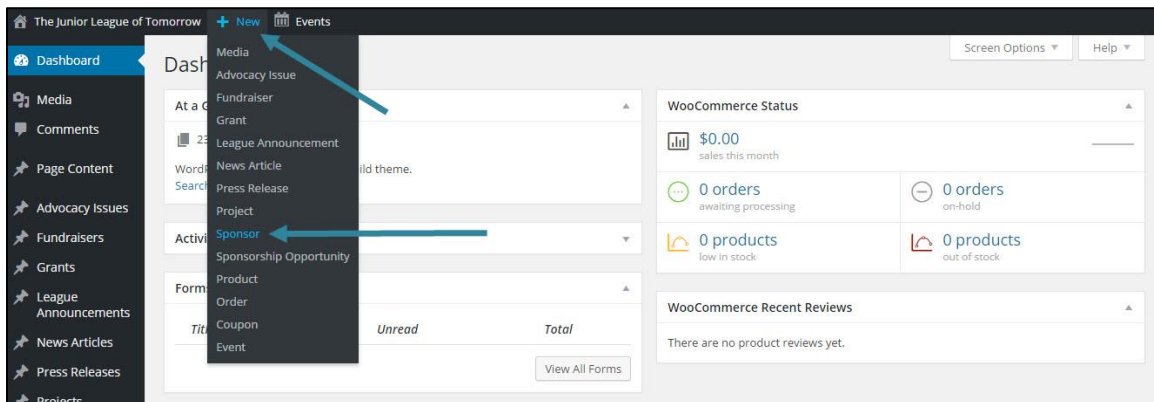 The Junior League of Tomorrow + New Events
Screen Options Help
Dashboard
Media
Comments
Page Content
Advocacy Issues
Fundraisers
Grants
League
Announcements
News Articles
Press Releases
Projects
Dash
At a G
23
WordP
ild theme.
Search
Activi
Forms
Tit
Unread
Total
View All Forms
Media
Advocacy Issue
Fundraiser
Grant
League Announcement
News Article
Press Release
Project
Sponsor
Sponsorship Opportunity
Product
Order
Coupon
Event
WooCommerce Status
$0.00
sales this month
0 orders
awaiting processing
0 orders
on-hold
0 products
low in stock
0 products
out of stock
WooCommerce Recent Reviews
There are no product reviews yet.